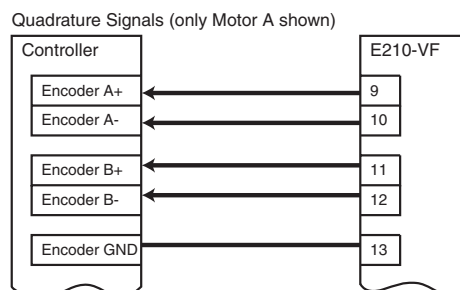 Quadrature Signals (only Motor A shown)
Controller
E210-VF
Encoder A+
9
Encoder A-
10
Encoder B+
11
Encoder B-
12
Encoder GND
13